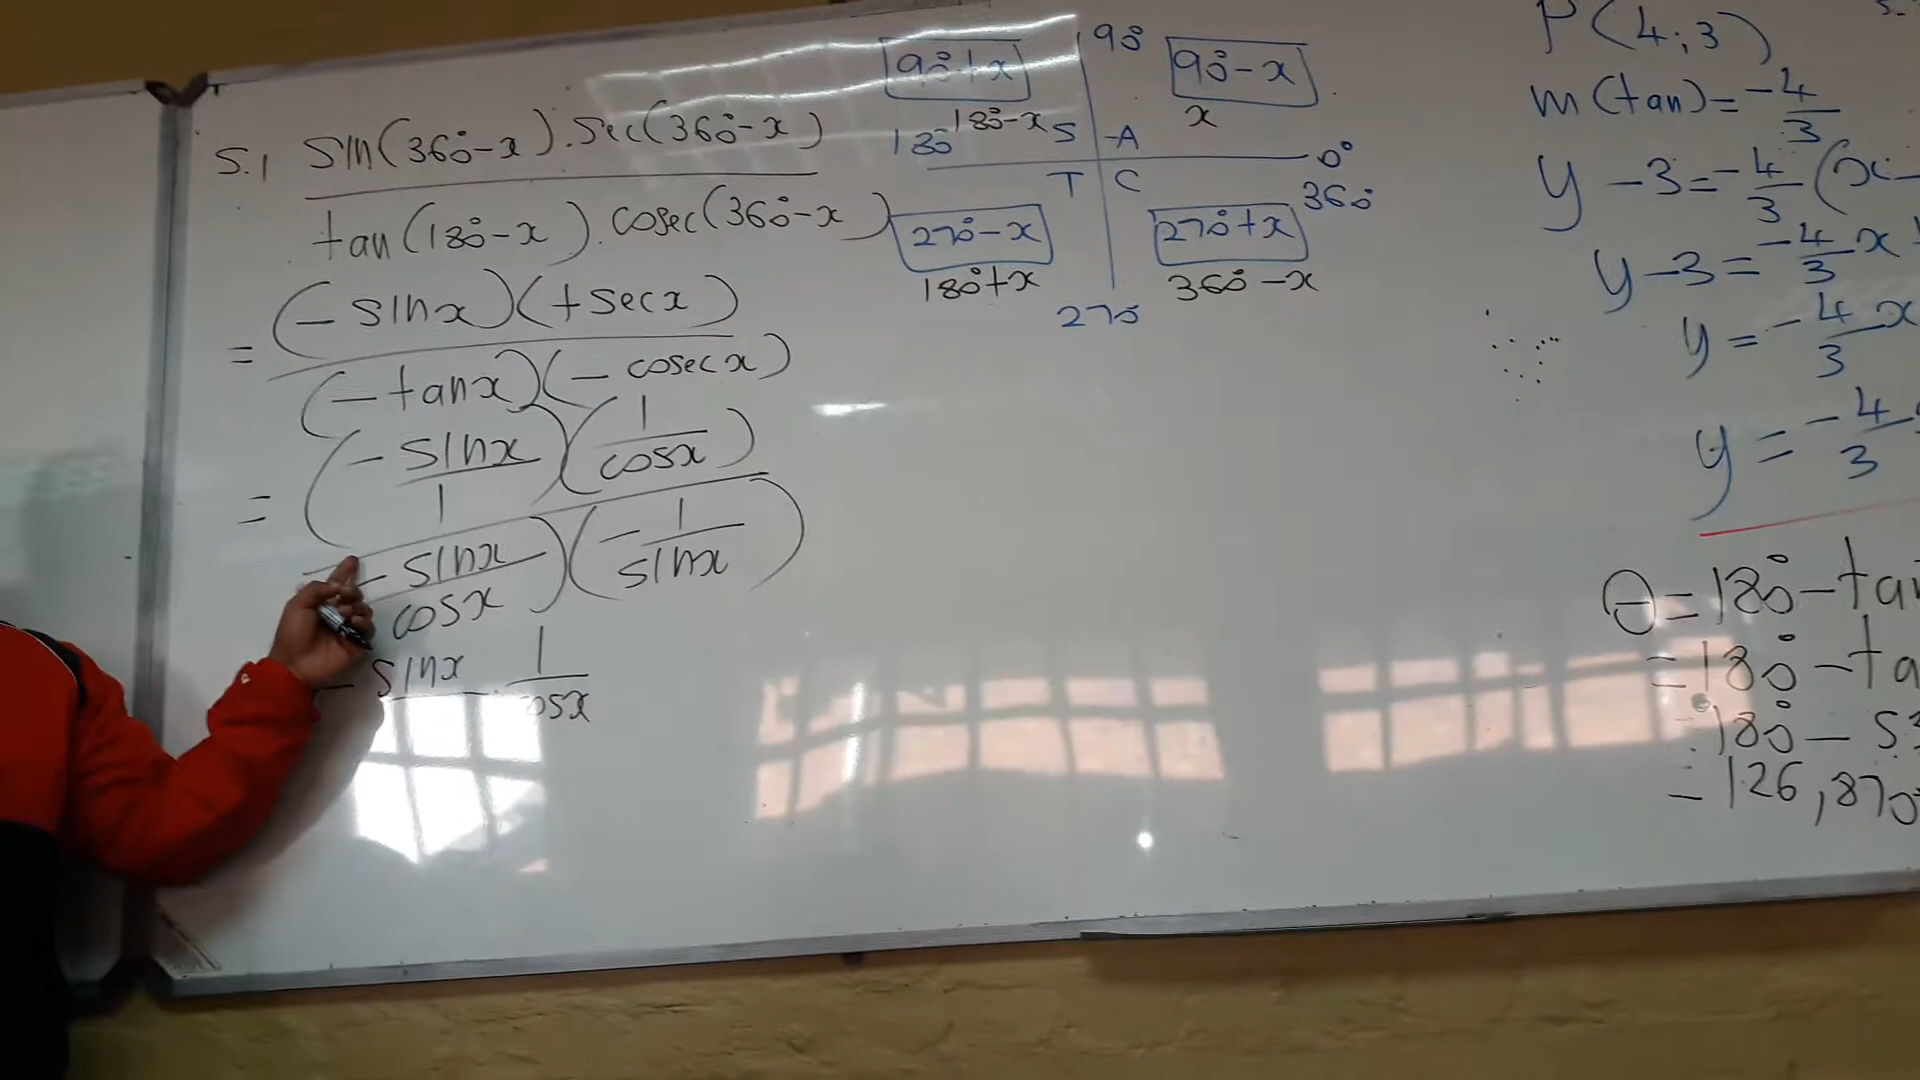 5.1 sin(360°-x).sec(360°-x)
tan(180°-x).cosec(360°-x)
= (-sinx)(+secx)
(-tanx)(-cosecx)
= (-sinx/1)(1/cosx)
(-sinx/cosx)(-1/sinx)
-sinx . 1/cosx
90°
90°+x
90°-x
180° 180°-x S A x
0°
T C 360°
270°-x
270°+x
180°+x
360°-x
270°
P(4;3)
m(tan)=-4/3
y-3=-4/3(x-
y-3=-4/3x
y=-4/3x
y=-4/3
θ=180°-tan
=180°-ta
180°-53
=126,870